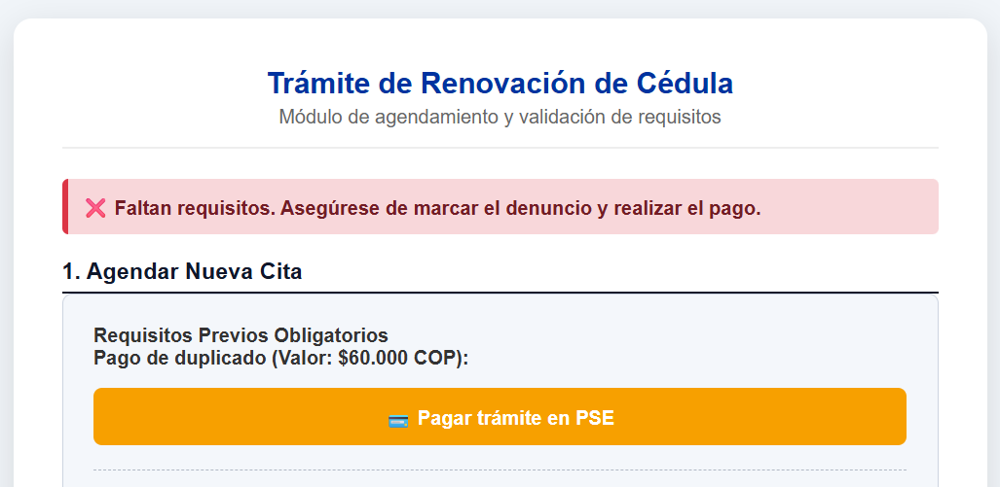 Trámite de Renovación de Cédula
Módulo de agendamiento y validación de requisitos
❌ Faltan requisitos. Asegúrese de marcar el denuncio y realizar el pago.
1. Agendar Nueva Cita
Requisitos Previos Obligatorios
Pago de duplicado (Valor: $60.000 COP):
💳 Pagar trámite en PSE